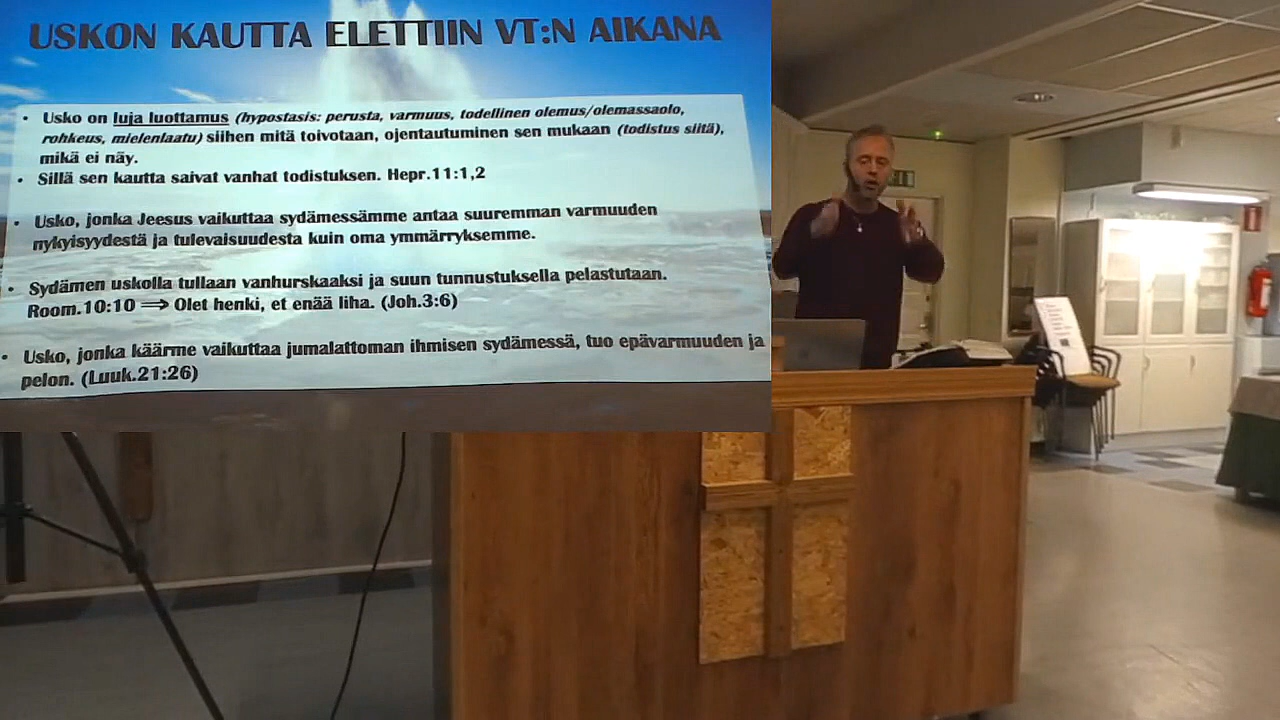 USKON KAUTTA ELETTIIN VT:N AIKANA
• Usko on luja luottamus (hypostasis: perusta, varmuus, todellinen olemus/olemassaolo,
rohkeus, mielenlaatu) siihen mitä toivotaan, ojentautuminen sen mukaan (todistus siitä),
mikä ei näy.
• Sillä sen kautta saivat vanhat todistuksen. Hepr.11:1,2
• Usko, jonka Jeesus vaikuttaa sydämessämme antaa suuremman varmuuden
nykyisyydestä ja tulevaisuudesta kuin oma ymmärryksemme.
• Sydämen uskolla tullaan vanhurskaaksi ja suun tunnustuksella pelastutaan.
Room.10:10 ⟹ Olet henki, et enää liha. (Joh.3:6)
• Usko, jonka käärme vaikuttaa jumalattoman ihmisen sydämessä, tuo epävarmuuden ja
pelon. (Luuk.21:26)